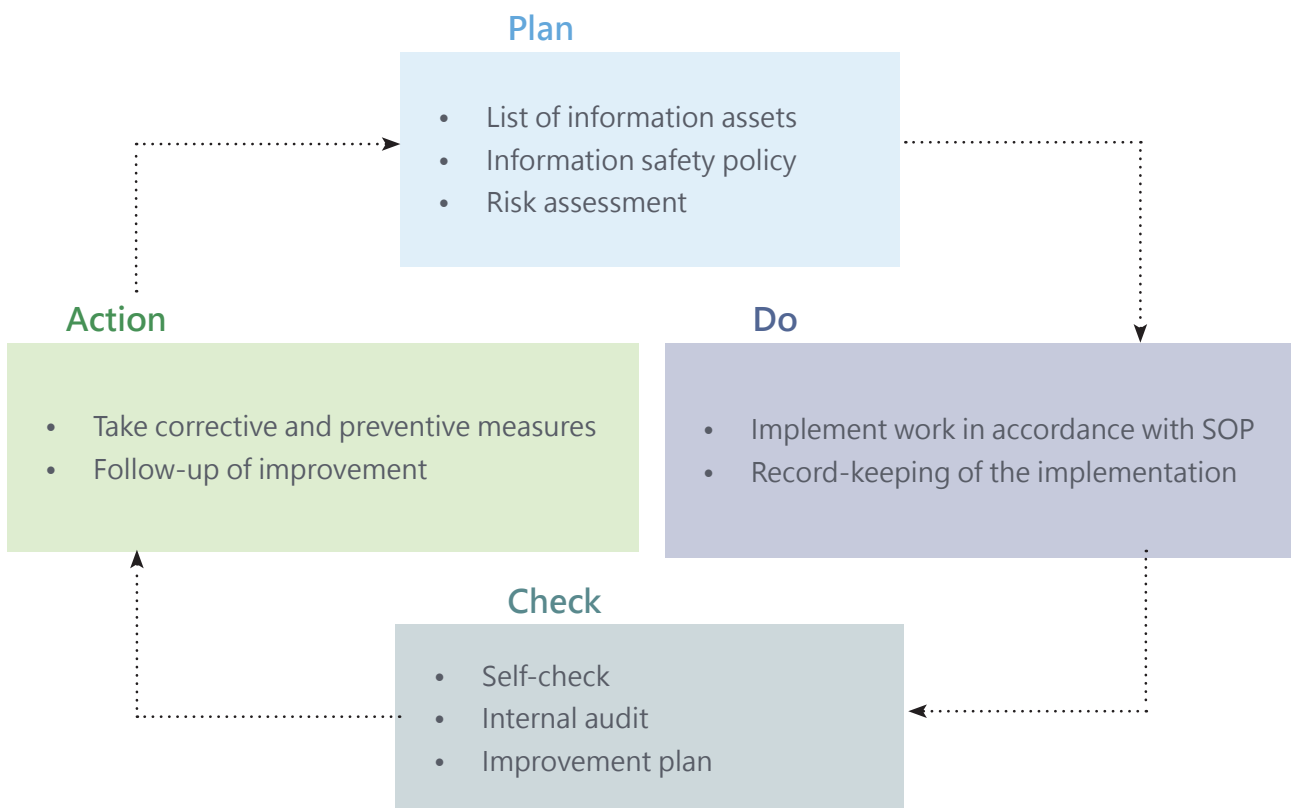 Plan
• List of information assets
• Information safety policy
• Risk assessment
Action
• Take corrective and preventive measures
• Follow-up of improvement
Do
• Implement work in accordance with SOP
• Record-keeping of the implementation
Check
• Self-check
• Internal audit
• Improvement plan